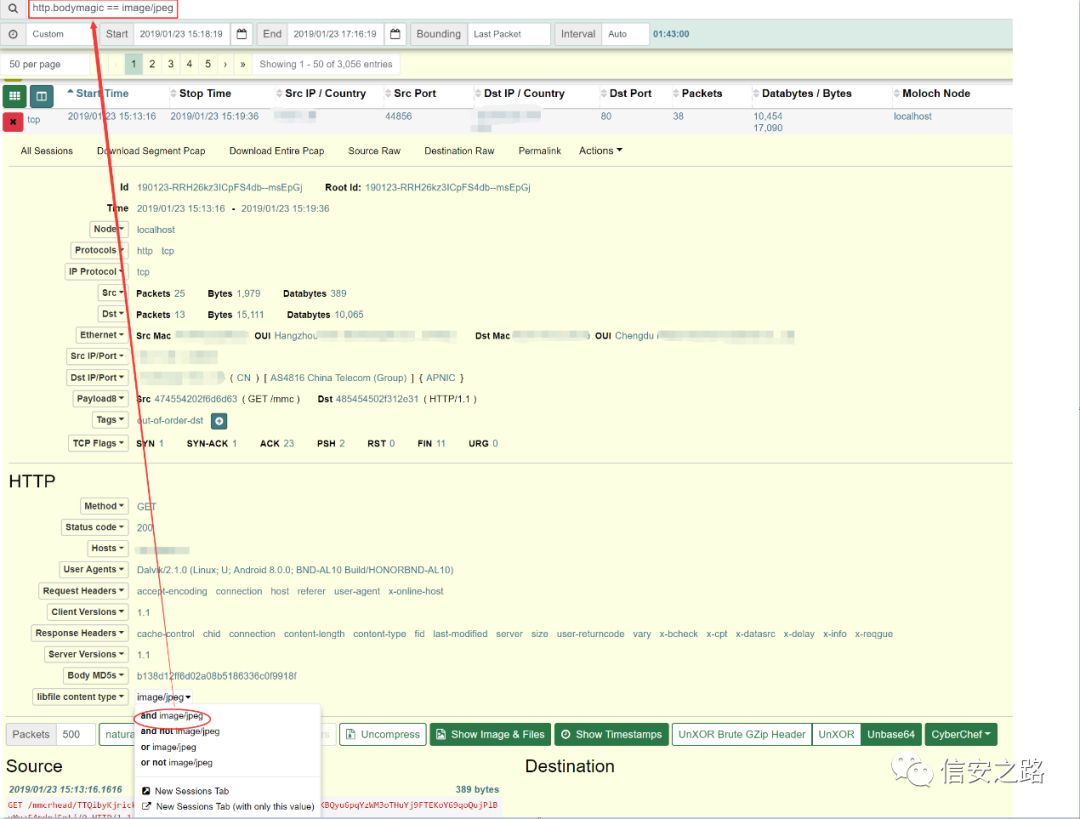 http.bodymagic == image/jpeg
Custom Start 2019/01/23 15:18:19 End 2019/01/23 17:16:19 Bounding Last Packet Interval Auto 01:43:00
50 per page 1 2 3 4 5 › » Showing 1 - 50 of 3,056 entries
Start Time Stop Time Src IP / Country Src Port Dst IP / Country Dst Port Packets Databytes / Bytes Moloch Node
tcp 2019/01/23 15:13:16 2019/01/23 15:19:36 44856 80 38 10,454 localhost
17,090
All Sessions Download Segment Pcap Download Entire Pcap Source Raw Destination Raw Permalink Actions
Id 190123-RRH26kz3ICpFS4db--msEpGj Root Id: 190123-RRH26kz3ICpFS4db--msEpGj
Time 2019/01/23 15:13:16 - 2019/01/23 15:19:36
Node localhost
Protocols http tcp
IP Protocol tcp
Src Packets 25 Bytes 1,979 Databytes 389
Dst Packets 13 Bytes 15,111 Databytes 10,065
Ethernet Src Mac OUI Hangzhou Dst Mac OUI Chengdu
Src IP/Port
Dst IP/Port ( CN ) [ AS4816 China Telecom (Group) ] { APNIC }
Payload8 Src 474554202f6d6d63 ( GET /mmc ) Dst 485454502f312e31 ( HTTP/1.1 )
Tags out-of-order-dst
TCP Flags SYN 1 SYN-ACK 1 ACK 23 PSH 2 RST 0 FIN 11 URG 0
HTTP
Method GET
Status code 200
Hosts
User Agents Dalvik/2.1.0 (Linux; U; Android 8.0.0; BND-AL10 Build/HONORBND-AL10)
Request Headers accept-encoding connection host referer user-agent x-online-host
Client Versions 1.1
Response Headers cache-control chid connection content-length content-type fid last-modified server size user-returncode vary x-bcheck x-cpt x-datasrc x-delay x-info x-reqgue
Server Versions 1.1
Body MD5s b138d12ff6d02a08b5186336c0f9918f
libfile content type image/jpeg
and image/jpeg
and not image/jpeg
or image/jpeg
or not image/jpeg
New Sessions Tab
New Sessions Tab (with only this value)
Packets 500 natura Uncompress Show Image & Files Show Timestamps UnXOR Brute GZip Header UnXOR Unbase64 CyberChef
Source Destination
2019/01/23 15:13:16.1616 389 bytes
信安之路